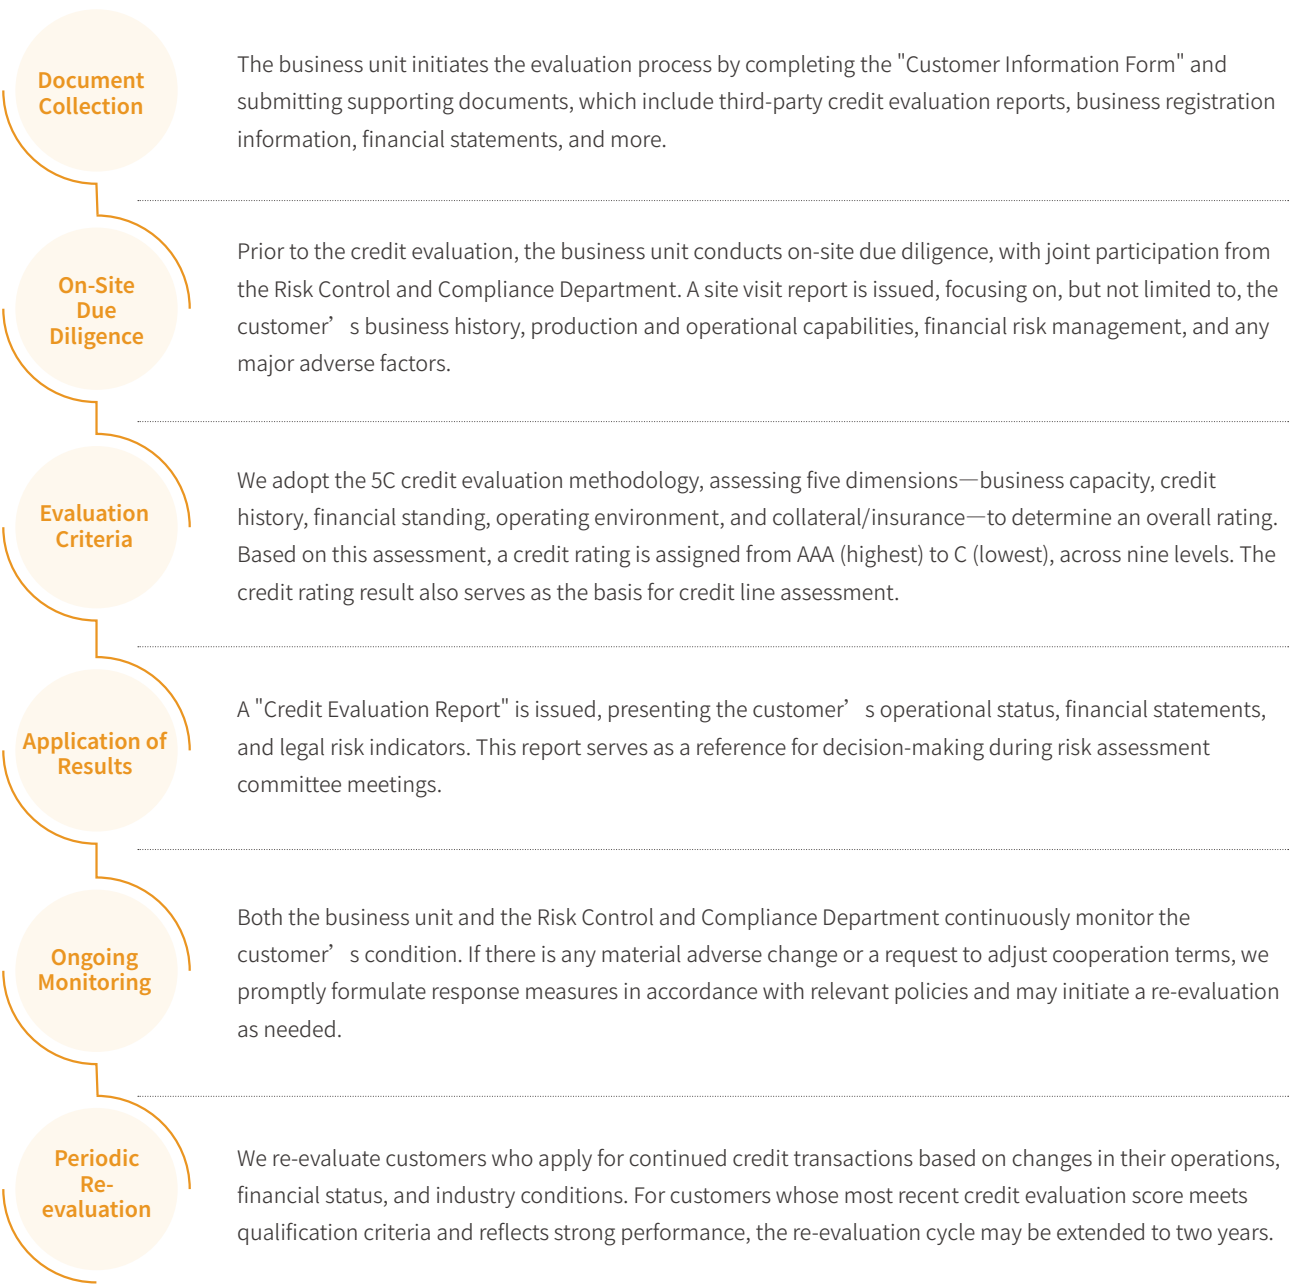 Document
Collection
The business unit initiates the evaluation process by completing the "Customer Information Form" and
submitting supporting documents, which include third-party credit evaluation reports, business registration
information, financial statements, and more.
On-Site
Due
Diligence
Prior to the credit evaluation, the business unit conducts on-site due diligence, with joint participation from
the Risk Control and Compliance Department. A site visit report is issued, focusing on, but not limited to, the
customer’s business history, production and operational capabilities, financial risk management, and any
major adverse factors.
Evaluation
Criteria
We adopt the 5C credit evaluation methodology, assessing five dimensions—business capacity, credit
history, financial standing, operating environment, and collateral/insurance—to determine an overall rating.
Based on this assessment, a credit rating is assigned from AAA (highest) to C (lowest), across nine levels. The
credit rating result also serves as the basis for credit line assessment.
Application of
Results
A "Credit Evaluation Report" is issued, presenting the customer’s operational status, financial statements,
and legal risk indicators. This report serves as a reference for decision-making during risk assessment
committee meetings.
Ongoing
Monitoring
Both the business unit and the Risk Control and Compliance Department continuously monitor the
customer’s condition. If there is any material adverse change or a request to adjust cooperation terms, we
promptly formulate response measures in accordance with relevant policies and may initiate a re-evaluation
as needed.
Periodic
Re-
evaluation
We re-evaluate customers who apply for continued credit transactions based on changes in their operations,
financial status, and industry conditions. For customers whose most recent credit evaluation score meets
qualification criteria and reflects strong performance, the re-evaluation cycle may be extended to two years.